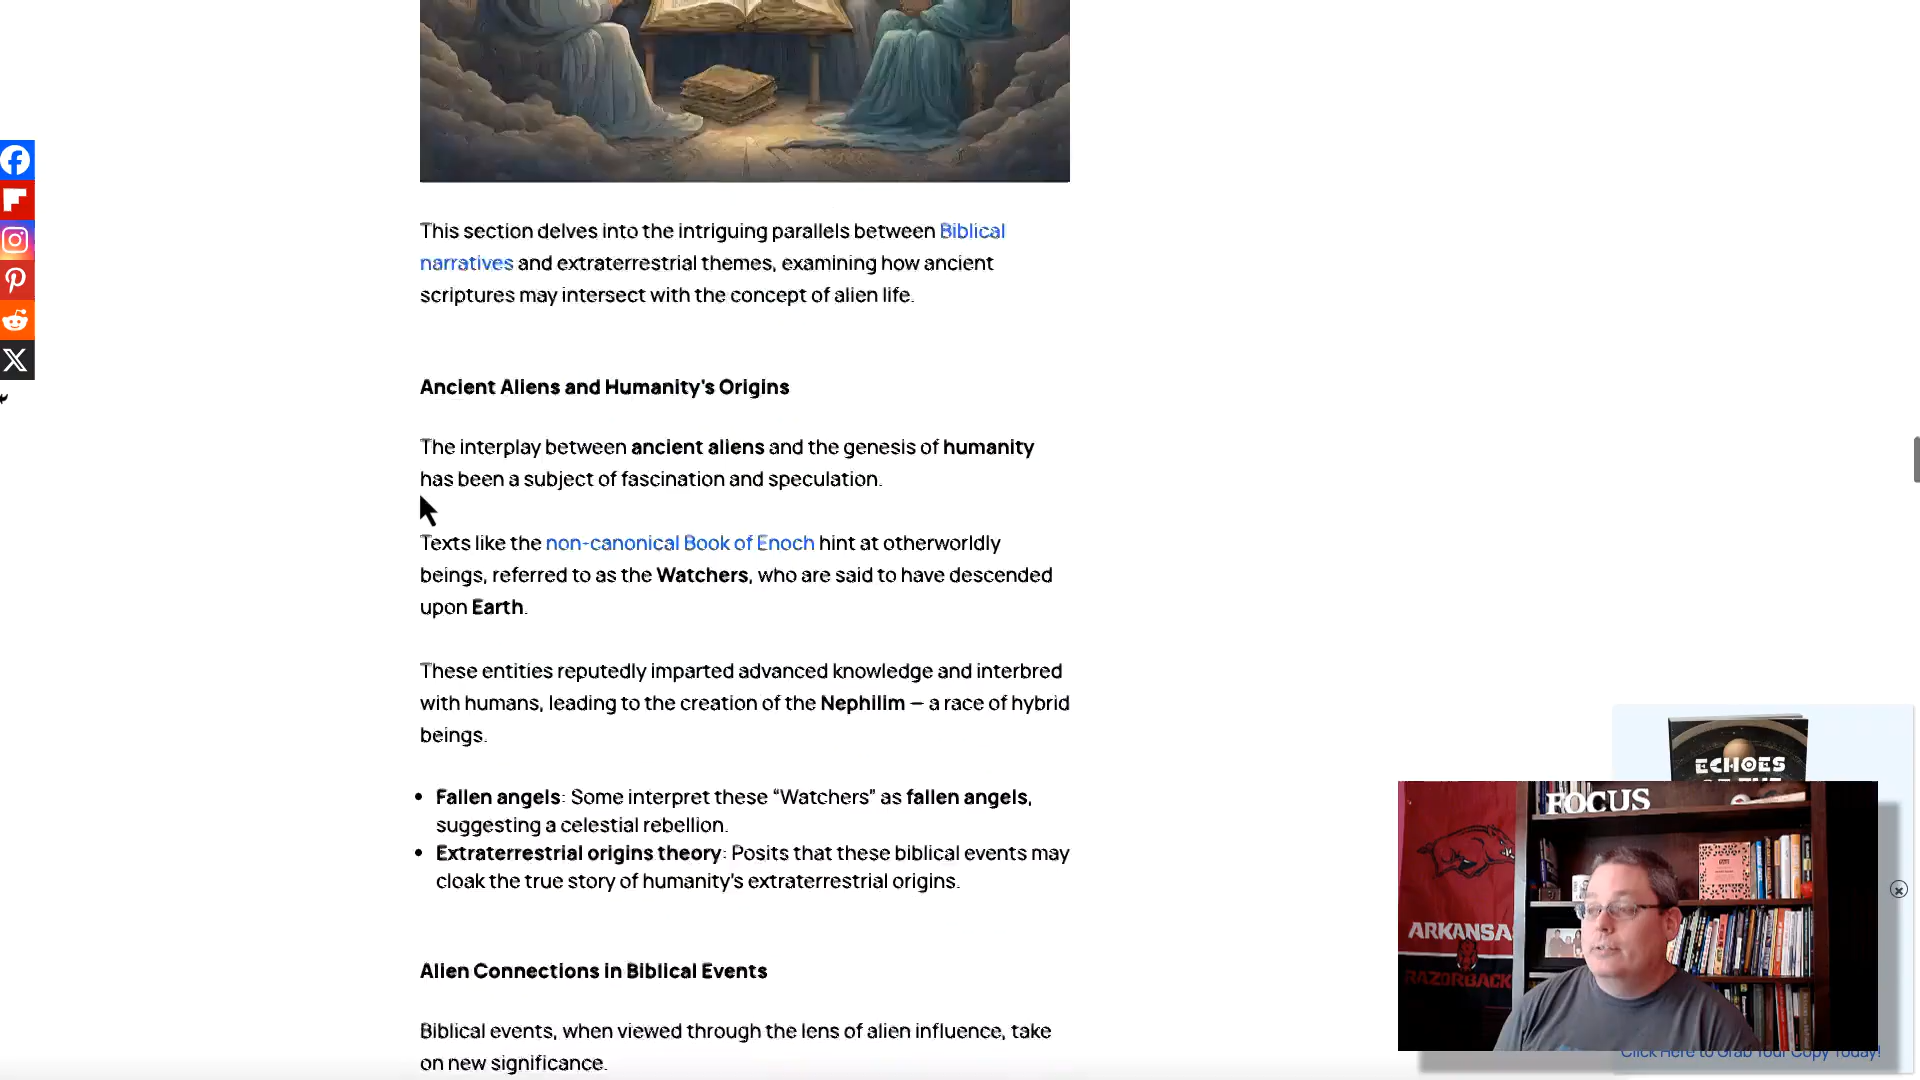 This section delves into the intriguing parallels between Biblical
narratives and extraterrestrial themes, examining how ancient
scriptures may intersect with the concept of alien life.
Ancient Aliens and Humanity's Origins
The interplay between ancient aliens and the genesis of humanity
has been a subject of fascination and speculation.
Texts like the non-canonical Book of Enoch hint at otherworldly
beings, referred to as the Watchers, who are said to have descended
upon Earth.
These entities reputedly imparted advanced knowledge and interbred
with humans, leading to the creation of the Nephilim — a race of hybrid
beings.
• Fallen angels: Some interpret these “Watchers” as fallen angels,
suggesting a celestial rebellion.
• Extraterrestrial origins theory: Posits that these biblical events may
cloak the true story of humanity's extraterrestrial origins.
Alien Connections in Biblical Events
Biblical events, when viewed through the lens of alien influence, take
on new significance.
ECHOES
FOCUS
ARKANSA
RAZORBACK
Click Here to Grab Your Copy Today!